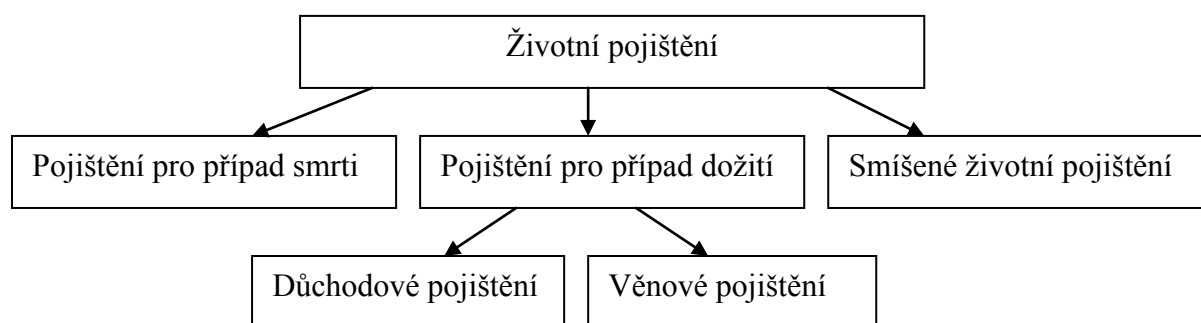 Životní pojištění
Pojištění pro případ smrti
Pojištění pro případ dožití
Smíšené životní pojištění
Důchodové pojištění
Věnové pojištění